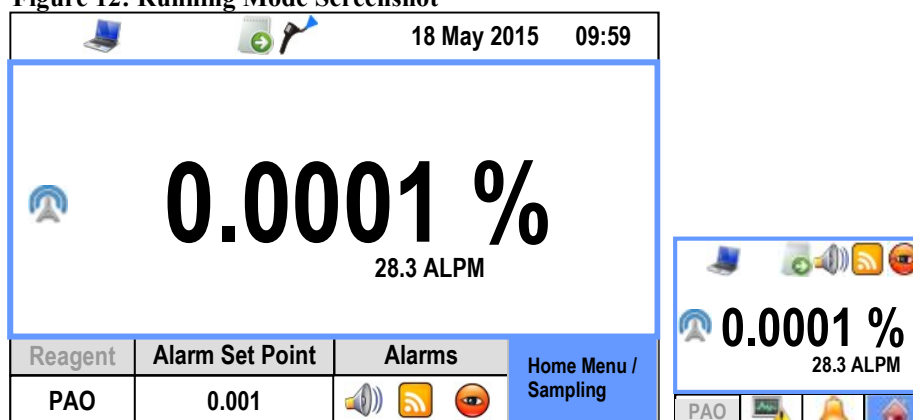 Figure 12: Running Mode Screenshot
18 May 2015 09:59
0.0001 %
28.3 ALPM
Reagent Alarm Set Point Alarms Home Menu /
Sampling
PAO 0.001
0.0001 %
28.3 ALPM
PAO